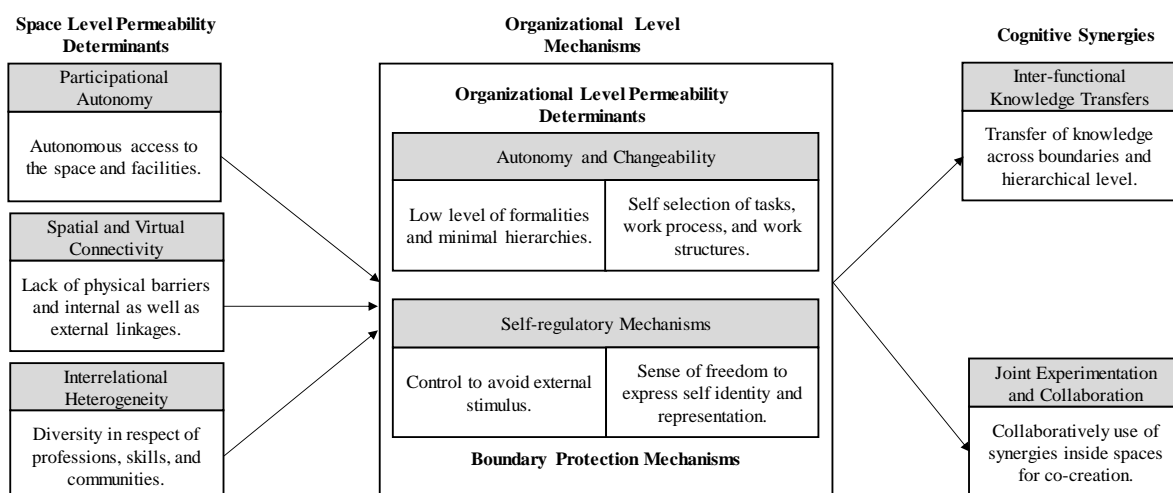 Space Level Permeability
Determinants
Participational
Autonomy
Autonomous access to
the space and facilities.
Spatial and Virtual
Connectivity
Lack of physical barriers
and internal as well as
external linkages.
Interrelational
Heterogeneity
Diversity in respect of
professions, skills, and
communities.
Organizational Level
Mechanisms
Organizational Level Permeability
Determinants
Autonomy and Changeability
Low level of formalities
and minimal hierarchies.
Self selection of tasks,
work process, and work
structures.
Self-regulatory Mechanisms
Control to avoid external
stimulus.
Sense of freedom to
express self identity and
representation.
Boundary Protection Mechanisms
Cognitive Synergies
Inter-functional
Knowledge Transfers
Transfer of knowledge
across boundaries and
hierarchical level.
Joint Experimentation
and Collaboration
Collaboratively use of
synergies inside spaces
for co-creation.